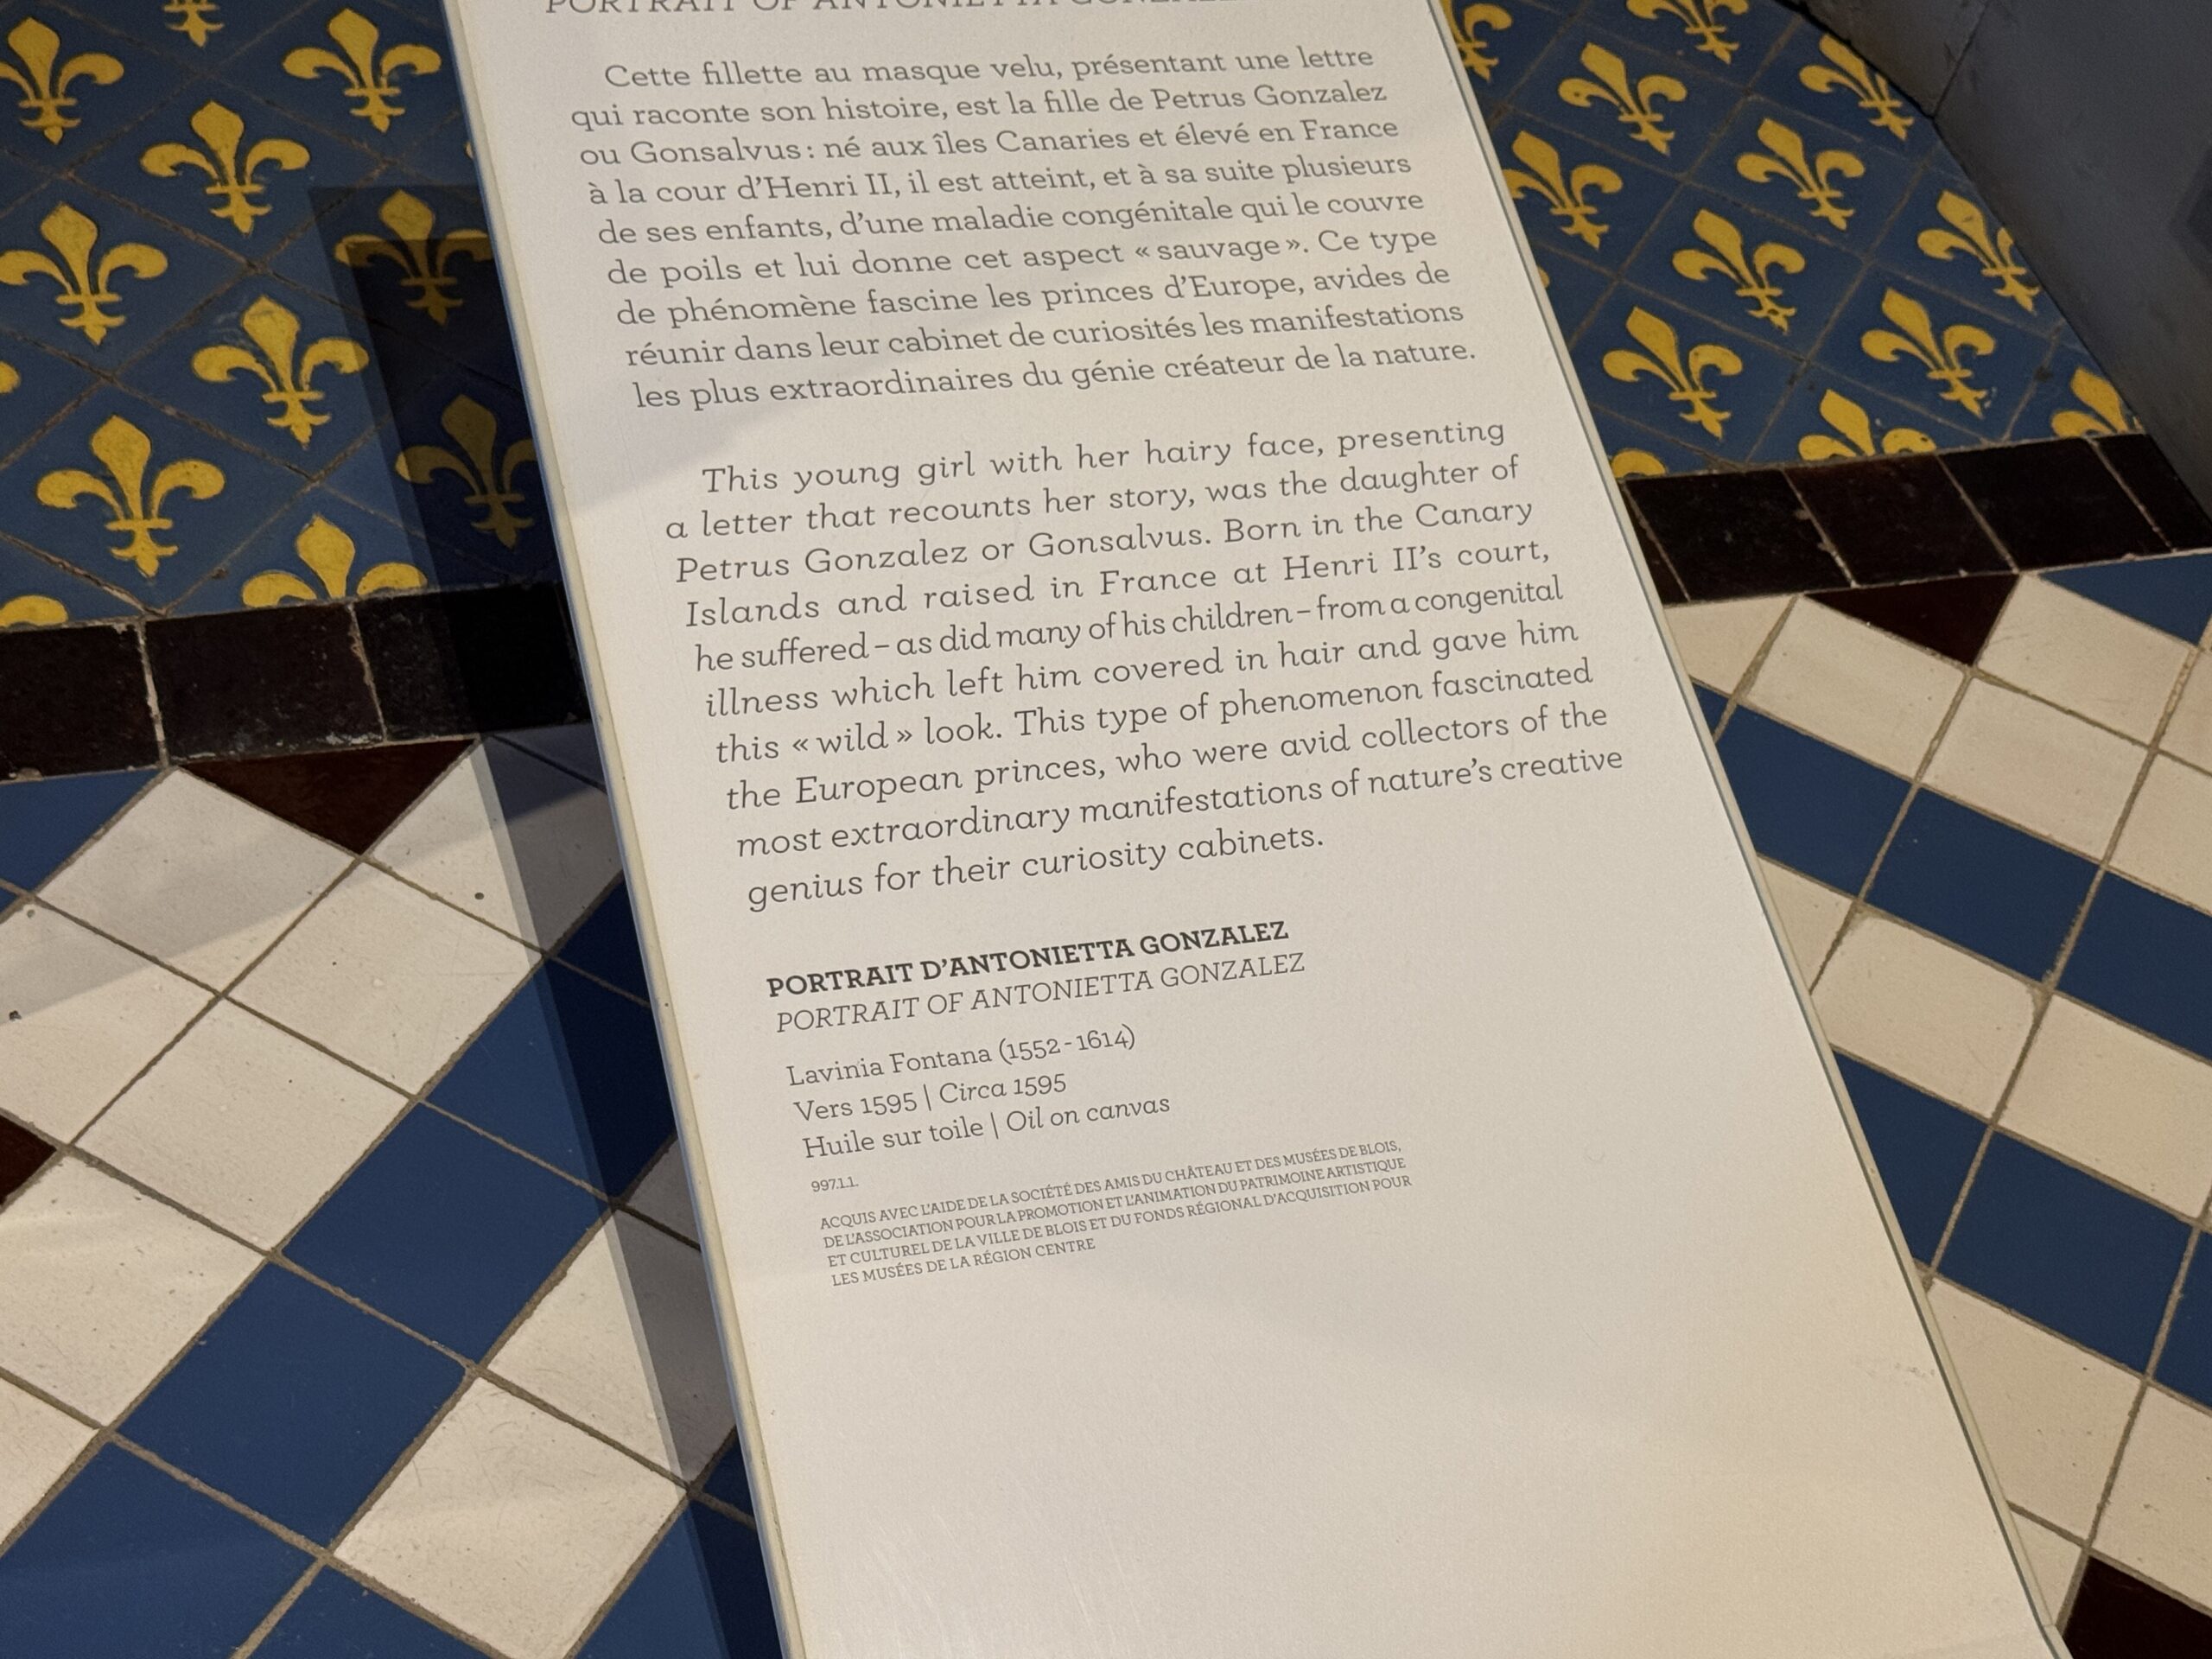 PORTRAIT OF ANTONIETTA
Cette fillette au masque velu, présentant une lettre
qui raconte son histoire, est la fille de Petrus Gonzalez
ou Gonsalvus : né aux îles Canaries et élevé en France
à la cour d’Henri II, il est atteint, et à sa suite plusieurs
de ses enfants, d’une maladie congénitale qui le couvre
de poils et lui donne cet aspect « sauvage ». Ce type
de phénomène fascine les princes d’Europe, avides de
réunir dans leur cabinet de curiosités les manifestations
les plus extraordinaires du génie créateur de la nature.
This young girl with her hairy face, presenting
a letter that recounts her story, was the daughter of
Petrus Gonzalez or Gonsalvus. Born in the Canary
Islands and raised in France at Henri II’s court,
he suffered – as did many of his children – from a congenital
illness which left him covered in hair and gave him
this « wild » look. This type of phenomenon fascinated
the European princes, who were avid collectors of the
most extraordinary manifestations of nature’s creative
genius for their curiosity cabinets.
PORTRAIT D’ANTONIETTA GONZALEZ
PORTRAIT OF ANTONIETTA GONZALEZ
Lavinia Fontana (1552 - 1614)
Vers 1595 | Circa 1595
Huile sur toile | Oil on canvas
997.1.1.
ACQUIS AVEC L’AIDE DE LA SOCIÉTÉ DES AMIS DU CHÂTEAU ET DES MUSÉES DE BLOIS,
DE L’ASSOCIATION POUR LA PROMOTION ET L’ANIMATION DU PATRIMOINE ARTISTIQUE
ET CULTUREL DE LA VILLE DE BLOIS ET DU FONDS RÉGIONAL D’ACQUISITION POUR
LES MUSÉES DE LA RÉGION CENTRE